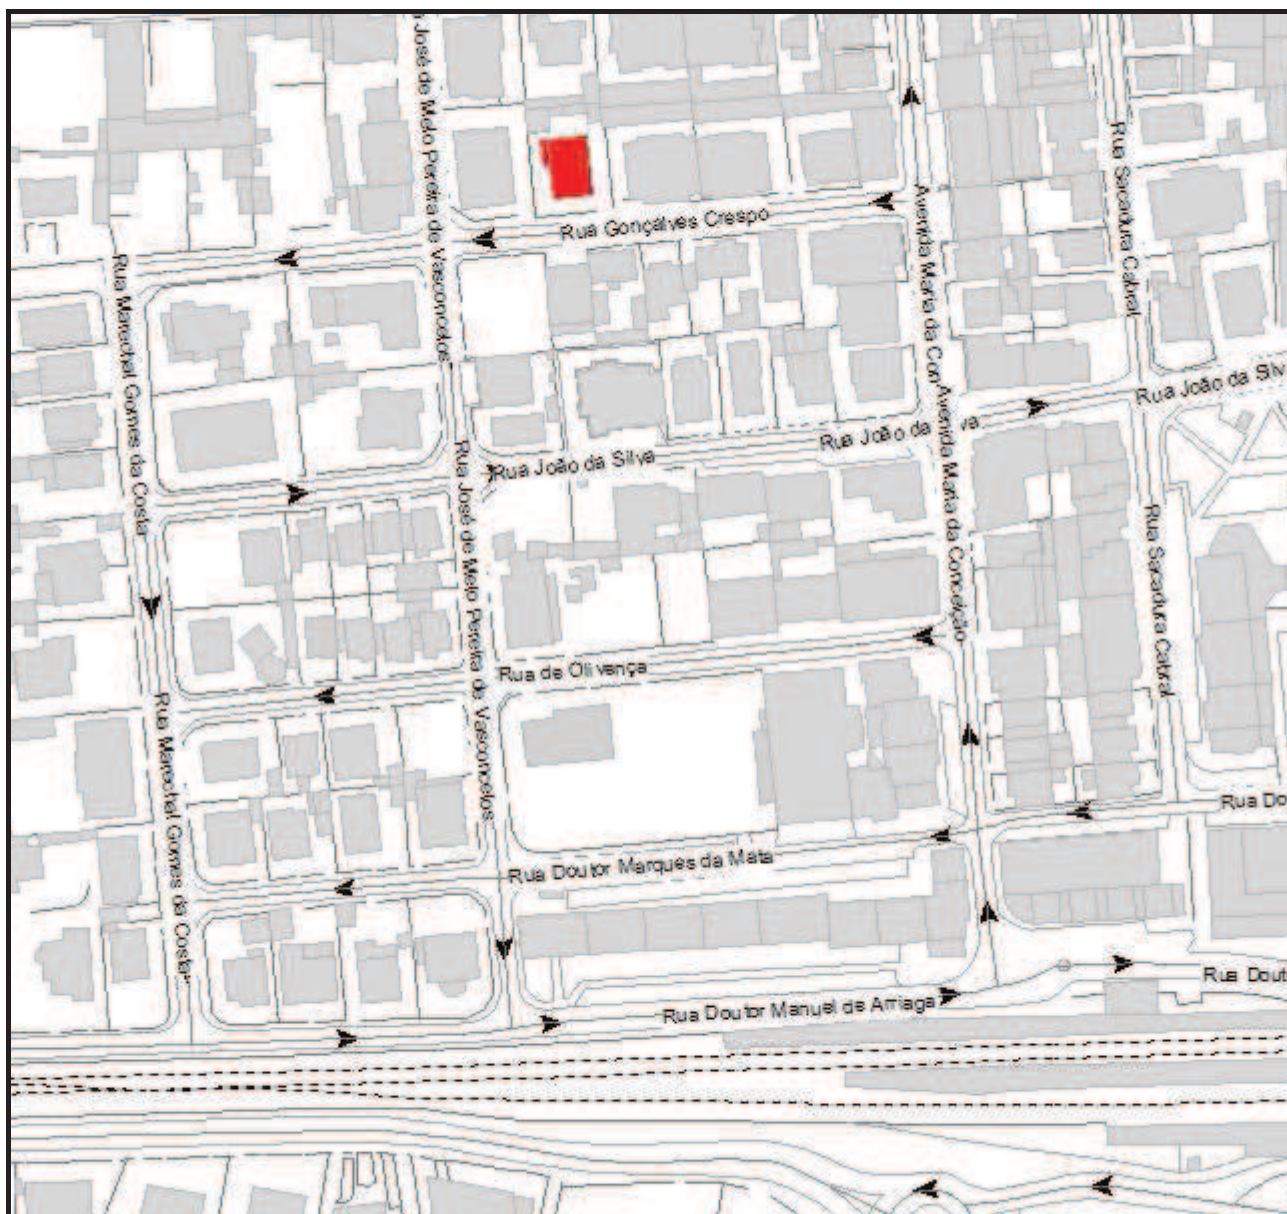 José de Melo Pereira de Vasconcelos
Rua Sacadura Cabral
Rua Gonçalves Crespo
Avenida Maria da Con
Rua Marechal Gomes da Costa
Rua João da Silv
Avenida Maria da Conceição
Rua João da va
Rua João da Silva
Rua José de Melo Pereira de Vasconcelos
Rua Sacadura Cabral
Rua de Olivença
Rua Marechal Gomes da Costa
Rua Do
Rua Doutor Marques da Mata
Rua Dout
Rua Doutor Manuel de Arriaga